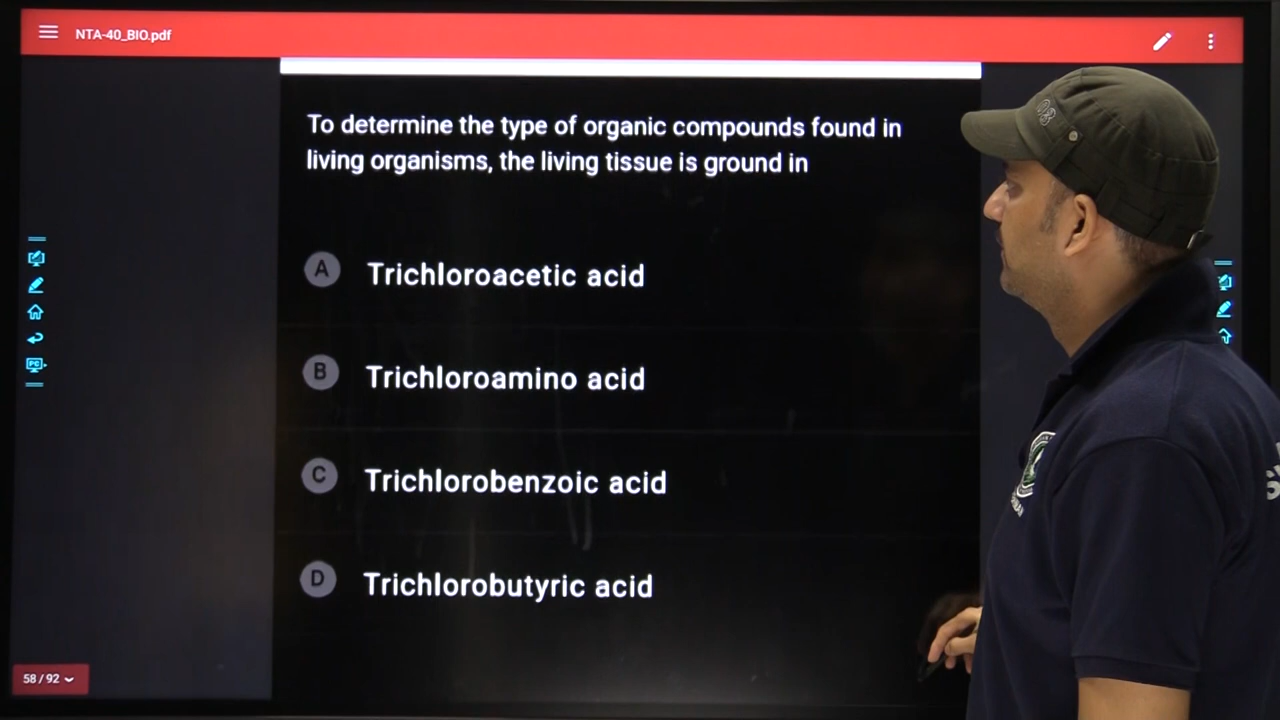 NTA-40_BIO.pdf
To determine the type of organic compounds found in
living organisms, the living tissue is ground in
A Trichloroacetic acid
B Trichloroamino acid
C Trichlorobenzoic acid
D Trichlorobutyric acid
58 / 92
PC